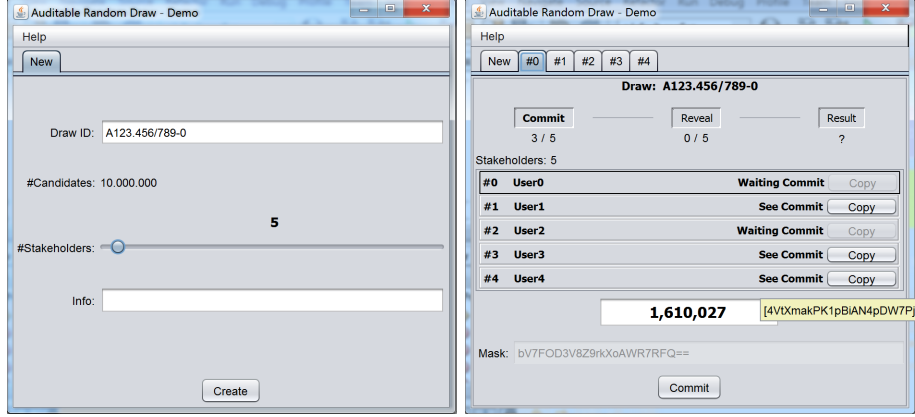 Auditable Random Draw - Demo
Help
New
Draw ID: A123.456/789-0
#Candidates: 10.000.000
5
#Stakeholders:
Info:
Create
Auditable Random Draw - Demo
Help
New #0 #1 #2 #3 #4
Draw: A123.456/789-0
Commit Reveal Result
3 / 5 0 / 5 ?
Stakeholders: 5
#0 User0 Waiting Commit Copy
#1 User1 See Commit Copy
#2 User2 Waiting Commit Copy
#3 User3 See Commit Copy
#4 User4 See Commit Copy
1,610,027 [4VtXmakPK1pBiAN4pDW7Pj
Mask: bV7FOD3V8Z9rkXoAWR7RFQ==
Commit